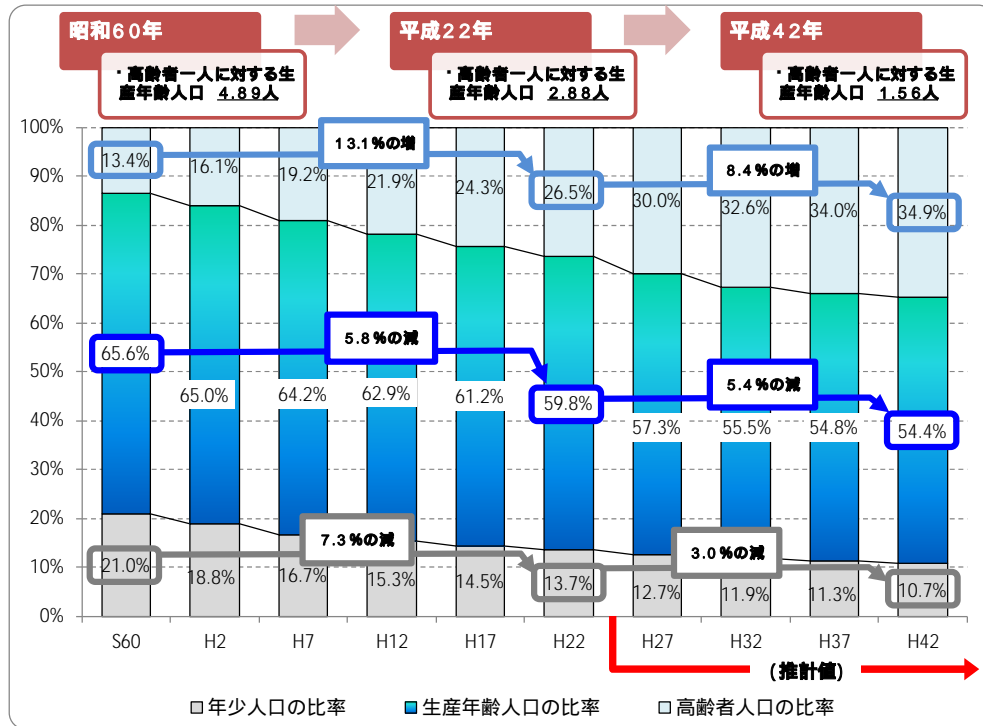 昭和60年
平成22年
平成42年
・高齢者一人に対する生
産年齢人口 4.89人
・高齢者一人に対する生
産年齢人口 2.88人
・高齢者一人に対する生
産年齢人口 1.56人
100%
90%
80%
70%
60%
50%
40%
30%
20%
10%
0%
13.1%の増
8.4%の増
13.4%
16.1%
19.2%
21.9%
24.3%
26.5%
30.0%
32.6%
34.0%
34.9%
5.8%の減
5.4%の減
65.6%
65.0%
64.2%
62.9%
61.2%
59.8%
57.3%
55.5%
54.8%
54.4%
7.3%の減
3.0%の減
21.0%
18.8%
16.7%
15.3%
14.5%
13.7%
12.7%
11.9%
11.3%
10.7%
S60
H2
H7
H12
H17
H22
H27
H32
H37
H42
(推計値)
年少人口の比率
生産年齢人口の比率
高齢者人口の比率